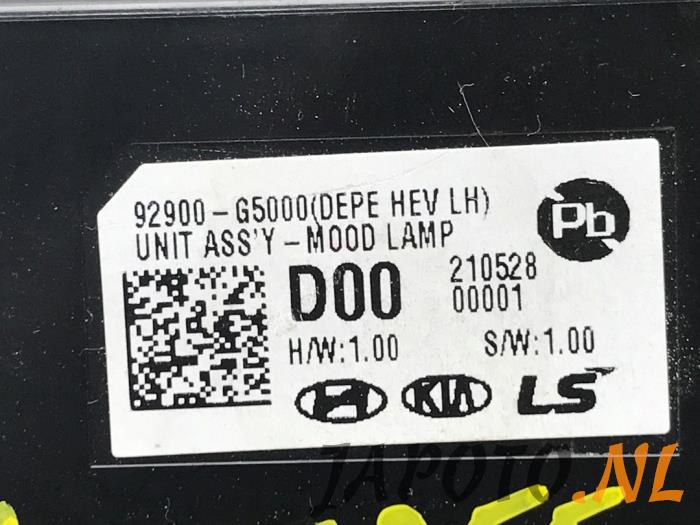 92900-G5000(DEPE HEV LH)
UNIT ASS'Y-MOOD LAMP
Pb
D00
210528
00001
H/W:1.00
S/W:1.00
KIA
LS
JAPOTO.NL